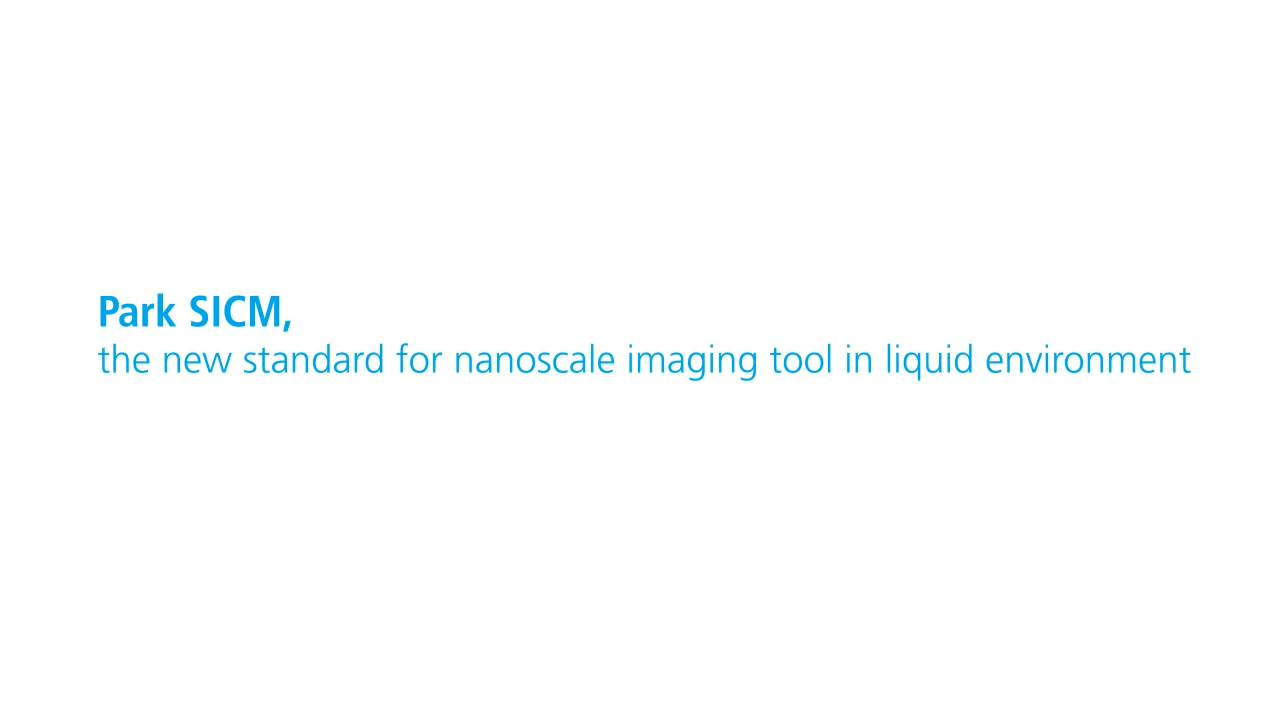 Park SICM,
the new standard for nanoscale imaging tool in liquid environment